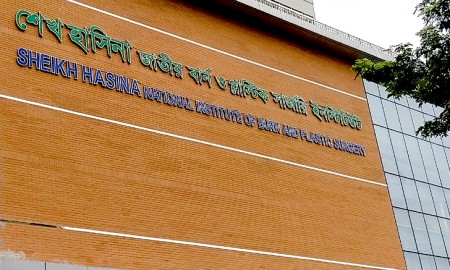 শেখ হাসিনা জাতীয় বার্ন ও প্লাস্টিক সার্জারি ইনস্টিটিউট
SHEIKH HASINA NATIONAL INSTITUTE OF BURN AND PLASTIC SURGERY